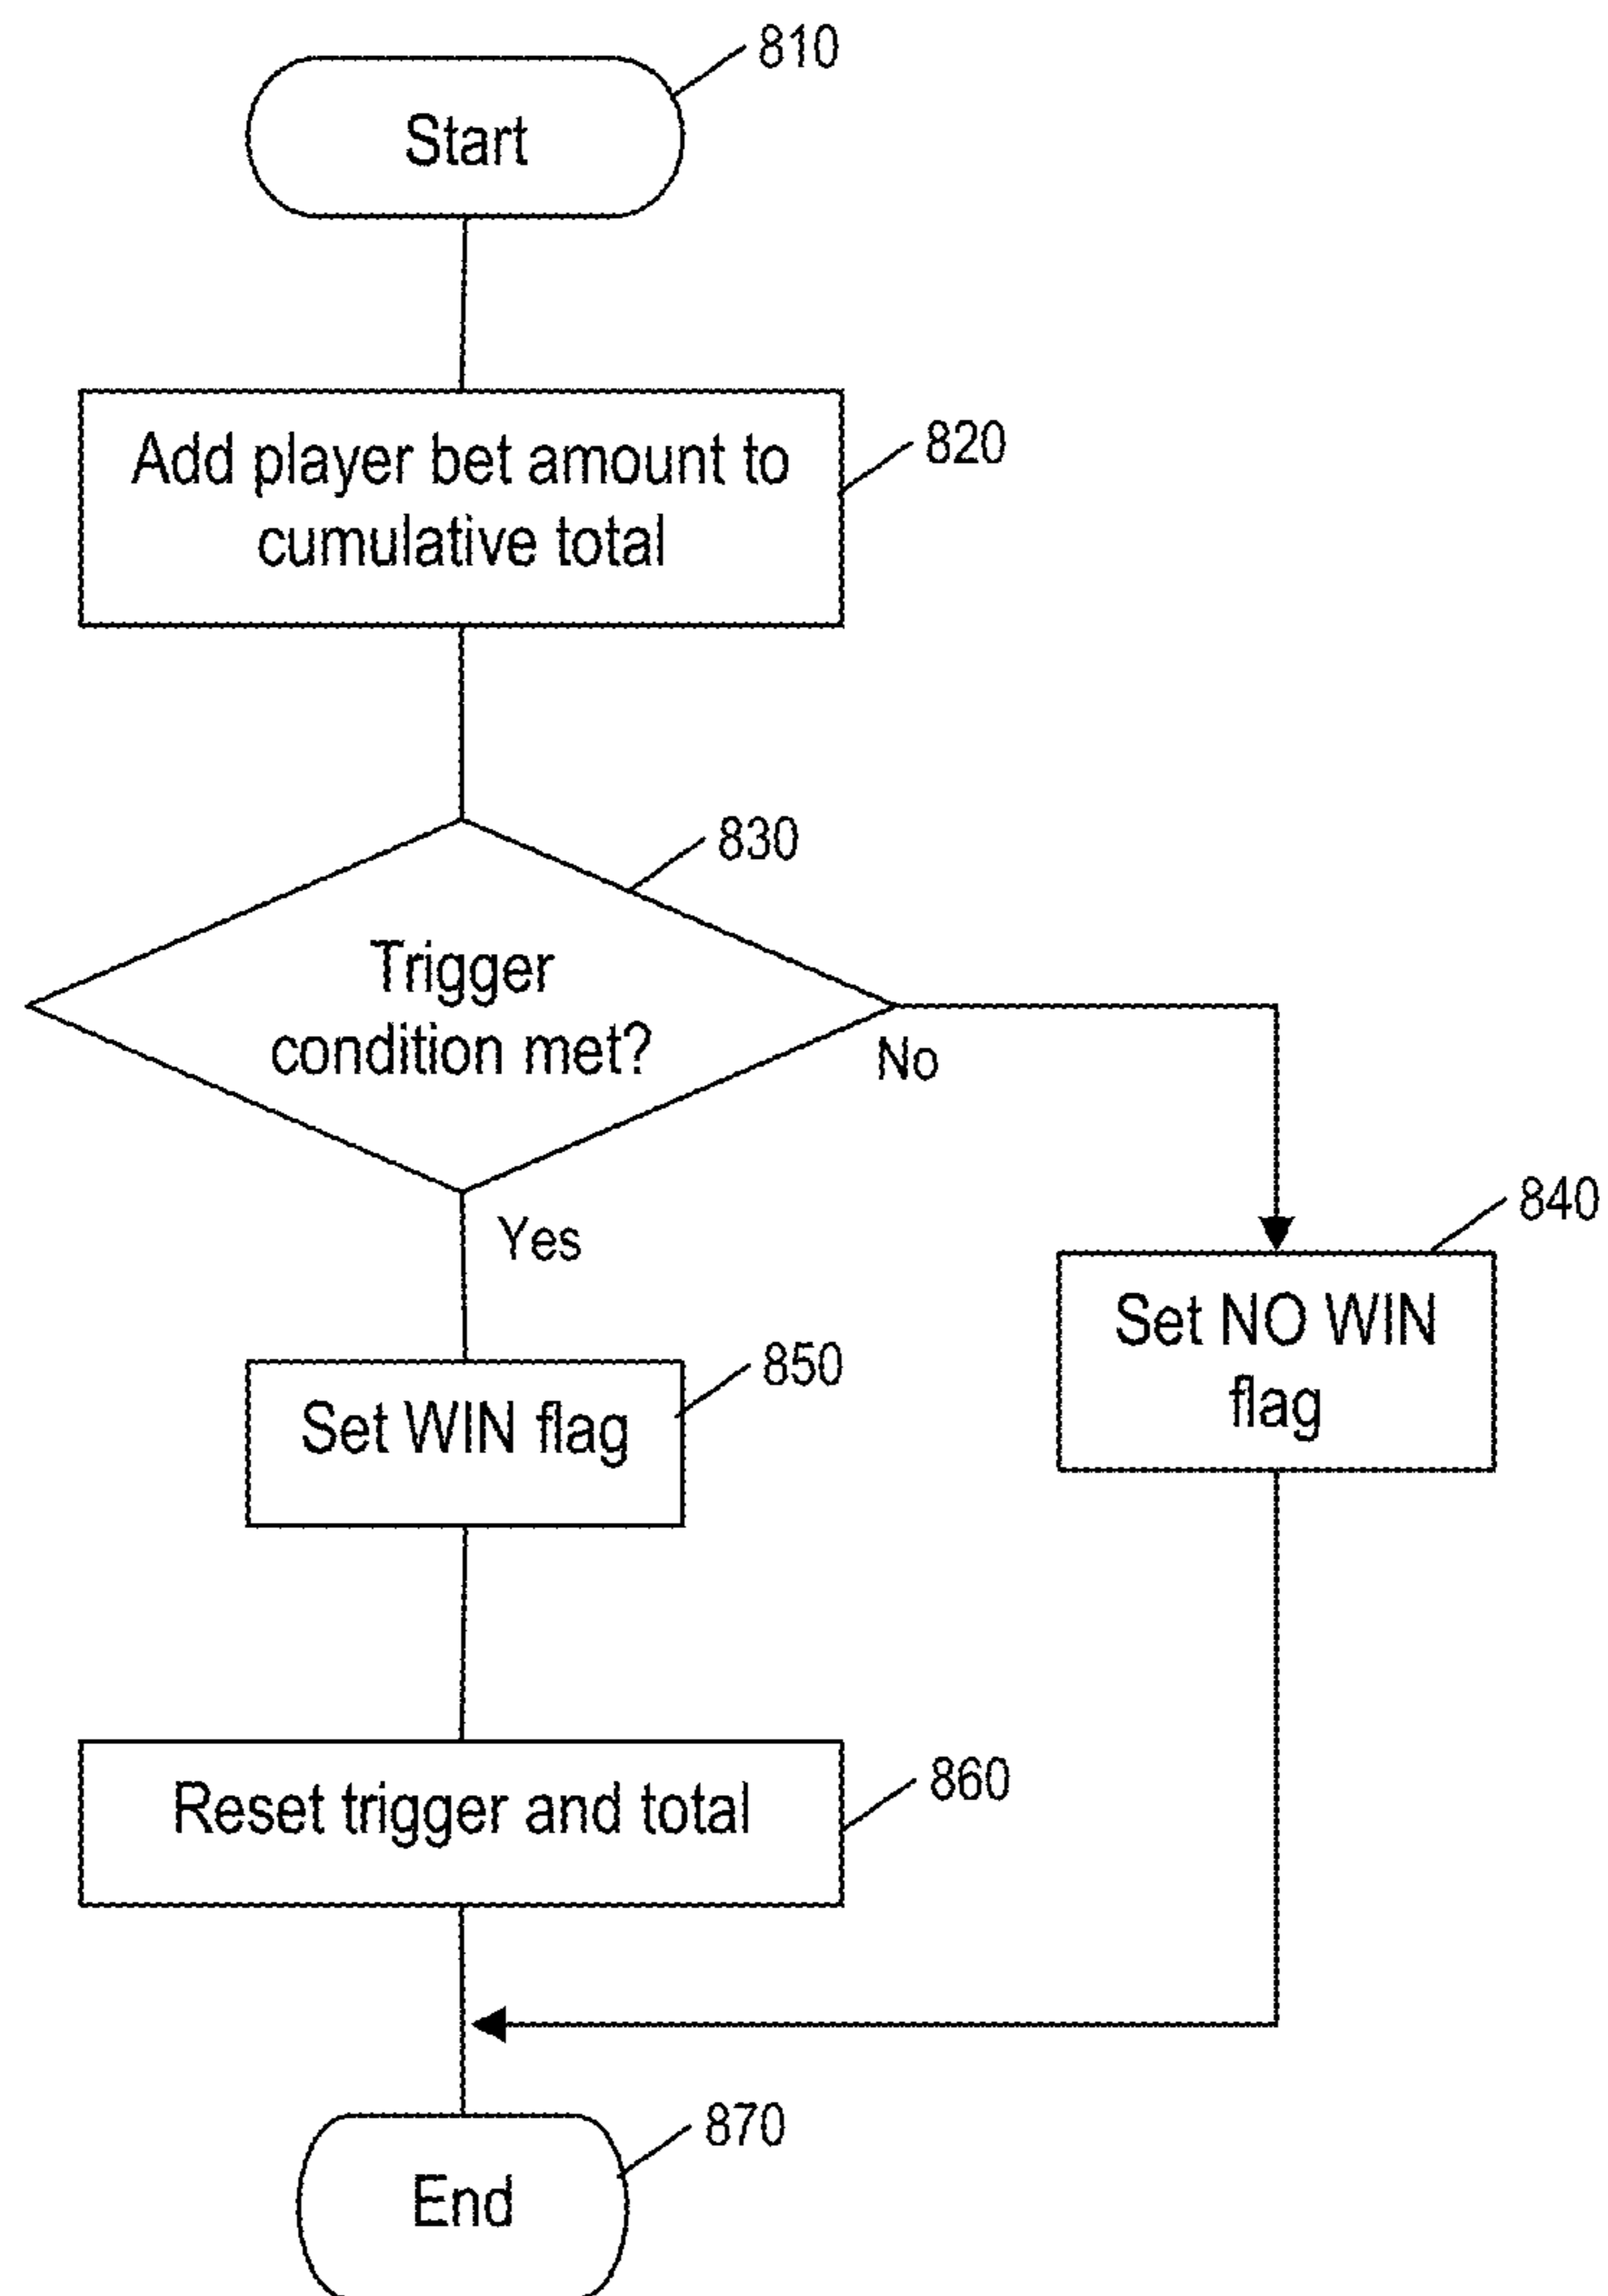 810
Start
820
Add player bet amount to
cumulative total
830
Trigger
condition met?
No
Yes
840
Set NO WIN
flag
850
Set WIN flag
860
Reset trigger and total
870
End